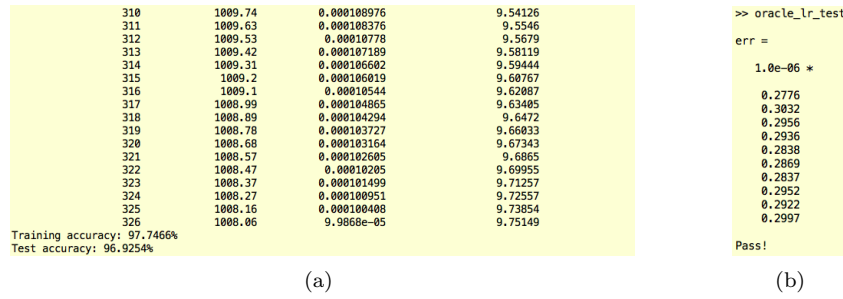 310 1009.74 0.000108976 9.54126
311 1009.63 0.000108376 9.5546
312 1009.53 0.00010778 9.5679
313 1009.42 0.000107189 9.58119
314 1009.31 0.000106602 9.59444
315 1009.2 0.000106019 9.60767
316 1009.1 0.00010544 9.62087
317 1008.99 0.000104865 9.63405
318 1008.89 0.000104294 9.6472
319 1008.78 0.000103727 9.66033
320 1008.68 0.000103164 9.67343
321 1008.57 0.000102605 9.6865
322 1008.47 0.00010205 9.69955
323 1008.37 0.000101499 9.71257
324 1008.27 0.000100951 9.72557
325 1008.16 0.000100408 9.73854
326 1008.06 9.9868e-05 9.75149
Training accuracy: 97.7466%
Test accuracy: 96.9254%
(a)
>> oracle_lr_test
err =
1.0e-06 *
0.2776
0.3032
0.2956
0.2936
0.2838
0.2869
0.2837
0.2952
0.2922
0.2997
Pass!
(b)